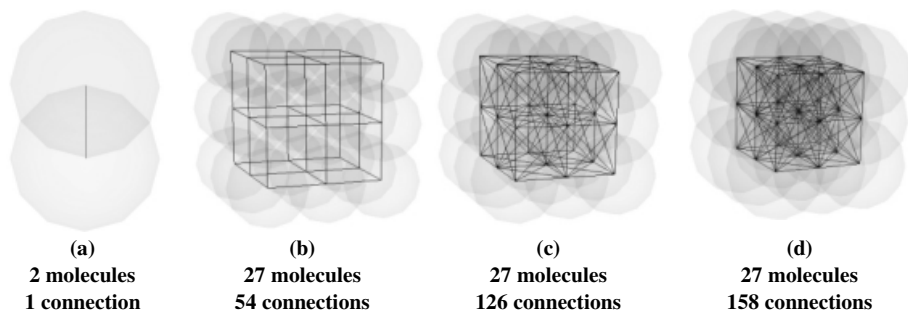 (a)
2 molecules
1 connection
(b)
27 molecules
54 connections
(c)
27 molecules
126 connections
(d)
27 molecules
158 connections